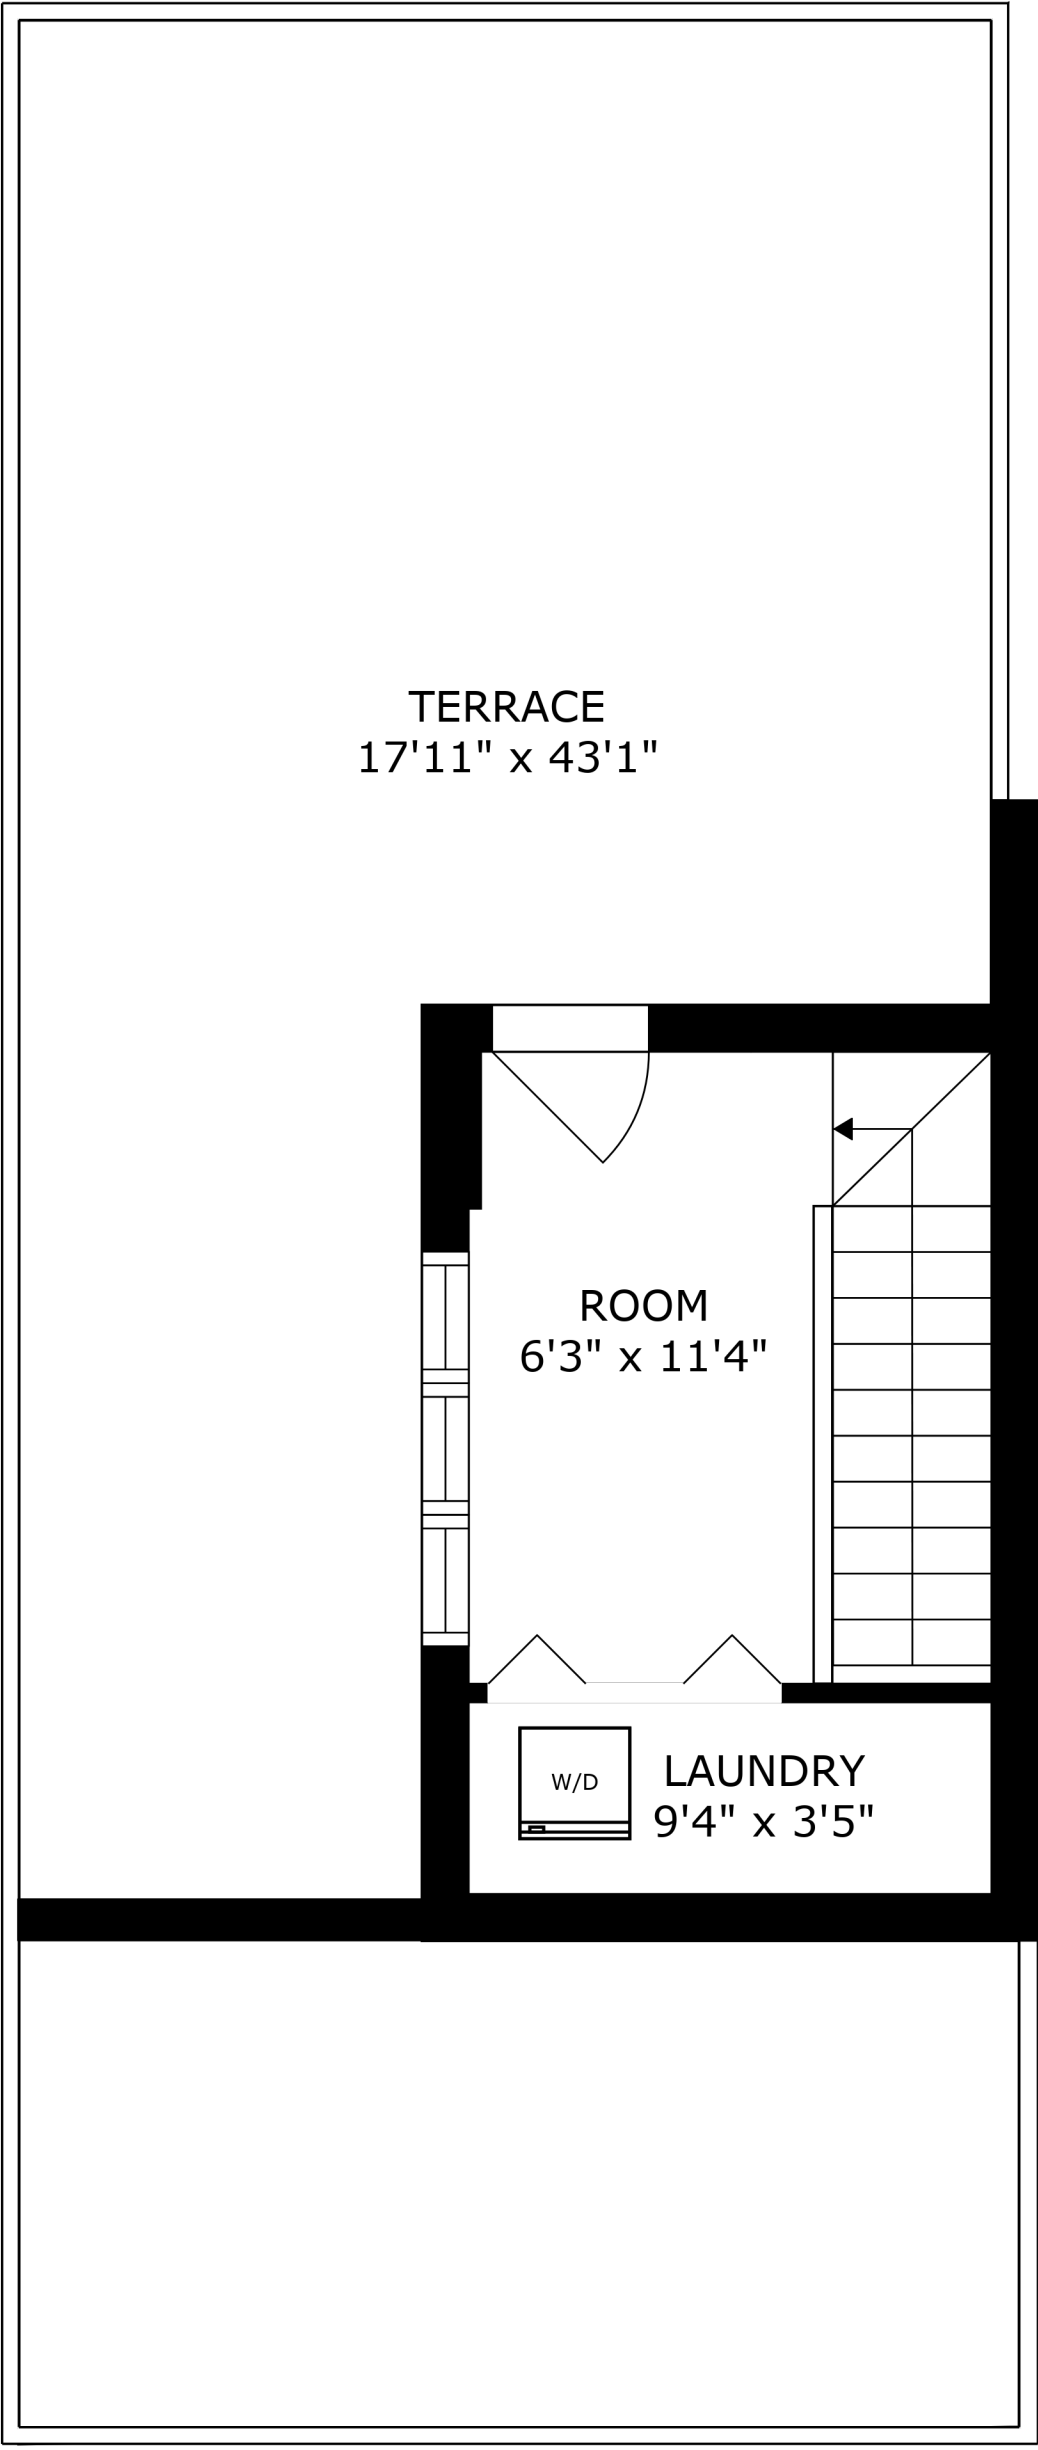 TERRACE
17'11" x 43'1"
ROOM
6'3" x 11'4"
W/D
LAUNDRY
9'4" x 3'5"